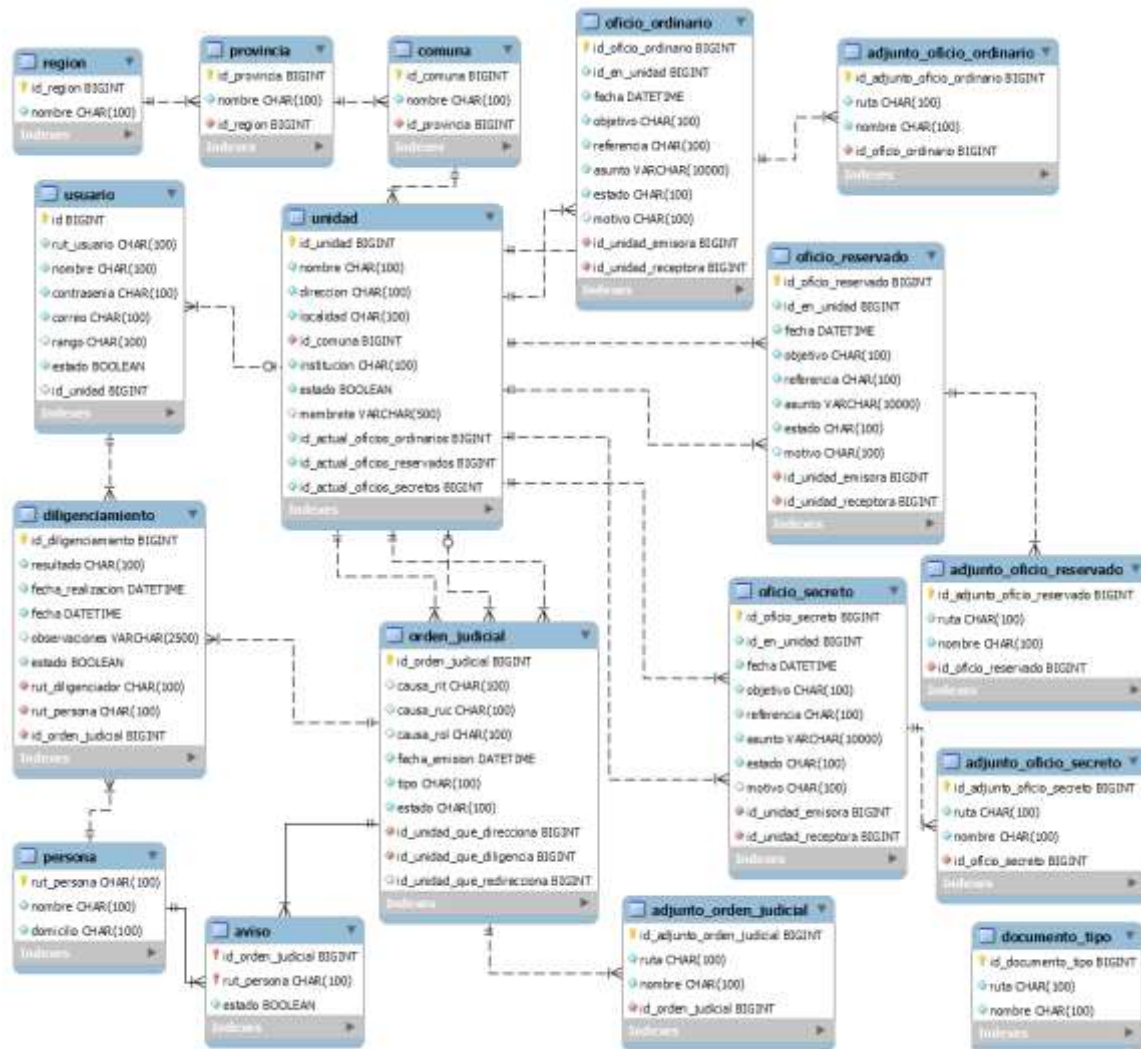 region
id_region BIGINT
nombre CHAR(100)
Indexes
provincia
id_provincia BIGINT
nombre CHAR(100)
id_region BIGINT
Indexes
comuna
id_comuna BIGINT
nombre CHAR(100)
id_provincia BIGINT
Indexes
oficio_ordinario
id_oficio_ordinario BIGINT
id_en_unidad BIGINT
fecha DATETIME
objetivo CHAR(100)
referencia CHAR(100)
asunto VARCHAR(10000)
estado CHAR(100)
motivo CHAR(100)
id_unidad_emisora BIGINT
id_unidad_receptora BIGINT
Indexes
adjunto_oficio_ordinario
id_adjunto_oficio_ordinario BIGINT
ruta CHAR(100)
nombre CHAR(100)
id_oficio_ordinario BIGINT
Indexes
usuario
id BIGINT
rut_usuario CHAR(100)
nombre CHAR(100)
contrasenia CHAR(100)
correo CHAR(100)
rango CHAR(100)
estado BOOLEAN
id_unidad BIGINT
Indexes
unidad
id_unidad BIGINT
nombre CHAR(100)
direccion CHAR(100)
localidad CHAR(100)
id_comuna BIGINT
institucion CHAR(100)
estado BOOLEAN
membrete VARCHAR(500)
id_actual_oficios_ordinarios BIGINT
id_actual_oficios_reservados BIGINT
id_actual_oficios_secretos BIGINT
Indexes
oficio_reservado
id_oficio_reservado BIGINT
id_en_unidad BIGINT
fecha DATETIME
objetivo CHAR(100)
referencia CHAR(100)
asunto VARCHAR(10000)
estado CHAR(100)
motivo CHAR(100)
id_unidad_emisora BIGINT
id_unidad_receptora BIGINT
Indexes
diligenciamiento
id_diligenciamiento BIGINT
resultado CHAR(100)
fecha_realizacion DATETIME
fecha DATETIME
observaciones VARCHAR(2500)
estado BOOLEAN
rut_diligenciador CHAR(100)
rut_persona CHAR(100)
id_orden_judicial BIGINT
Indexes
orden_judicial
id_orden_judicial BIGINT
causa_rit CHAR(100)
causa_ruc CHAR(100)
causa_rol CHAR(100)
fecha_emision DATETIME
tipo CHAR(100)
estado CHAR(100)
id_unidad_que_direcciona BIGINT
id_unidad_que_diligencia BIGINT
id_unidad_que_redirecciona BIGINT
Indexes
oficio_secreto
id_oficio_secreto BIGINT
id_en_unidad BIGINT
fecha DATETIME
objetivo CHAR(100)
referencia CHAR(100)
asunto VARCHAR(10000)
estado CHAR(100)
motivo CHAR(100)
id_unidad_emisora BIGINT
id_unidad_receptora BIGINT
Indexes
adjunto_oficio_reservado
id_adjunto_oficio_reservado BIGINT
ruta CHAR(100)
nombre CHAR(100)
id_oficio_reservado BIGINT
Indexes
adjunto_oficio_secreto
id_adjunto_oficio_secreto BIGINT
ruta CHAR(100)
nombre CHAR(100)
id_oficio_secreto BIGINT
Indexes
persona
rut_persona CHAR(100)
nombre CHAR(100)
domicilio CHAR(100)
Indexes
aviso
id_orden_judicial BIGINT
rut_persona CHAR(100)
estado BOOLEAN
Indexes
adjunto_orden_judicial
id_adjunto_orden_judicial BIGINT
ruta CHAR(100)
nombre CHAR(100)
id_orden_judicial BIGINT
Indexes
documento_tipo
id_documento_tipo BIGINT
ruta CHAR(100)
nombre CHAR(100)
Indexes